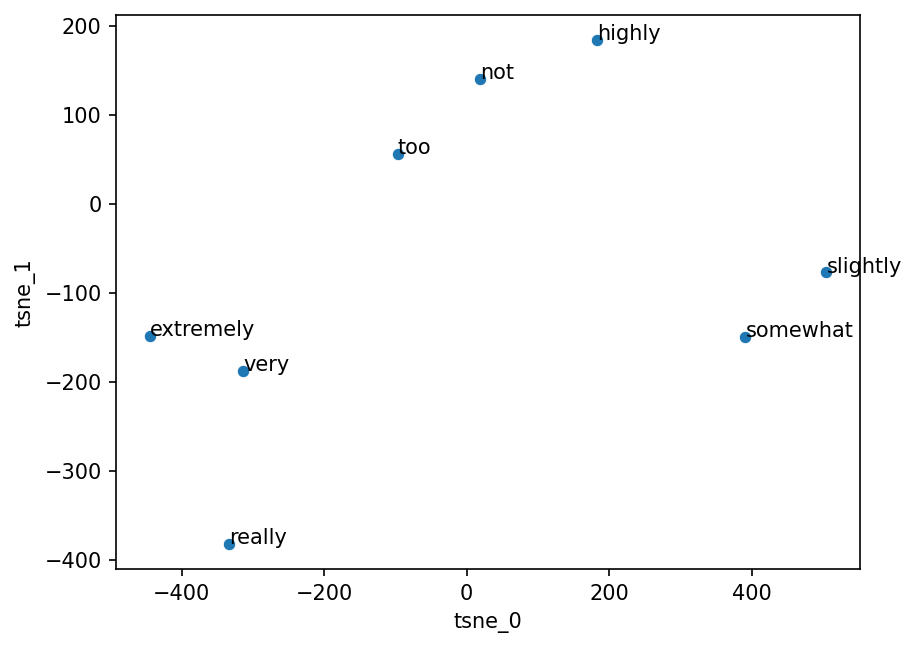 200
highly
not
100
too
0
slightly
−100
extremely
somewhat
very
−200
−300
really
−400
−400
−200
0
200
400
tsne_0
tsne_1